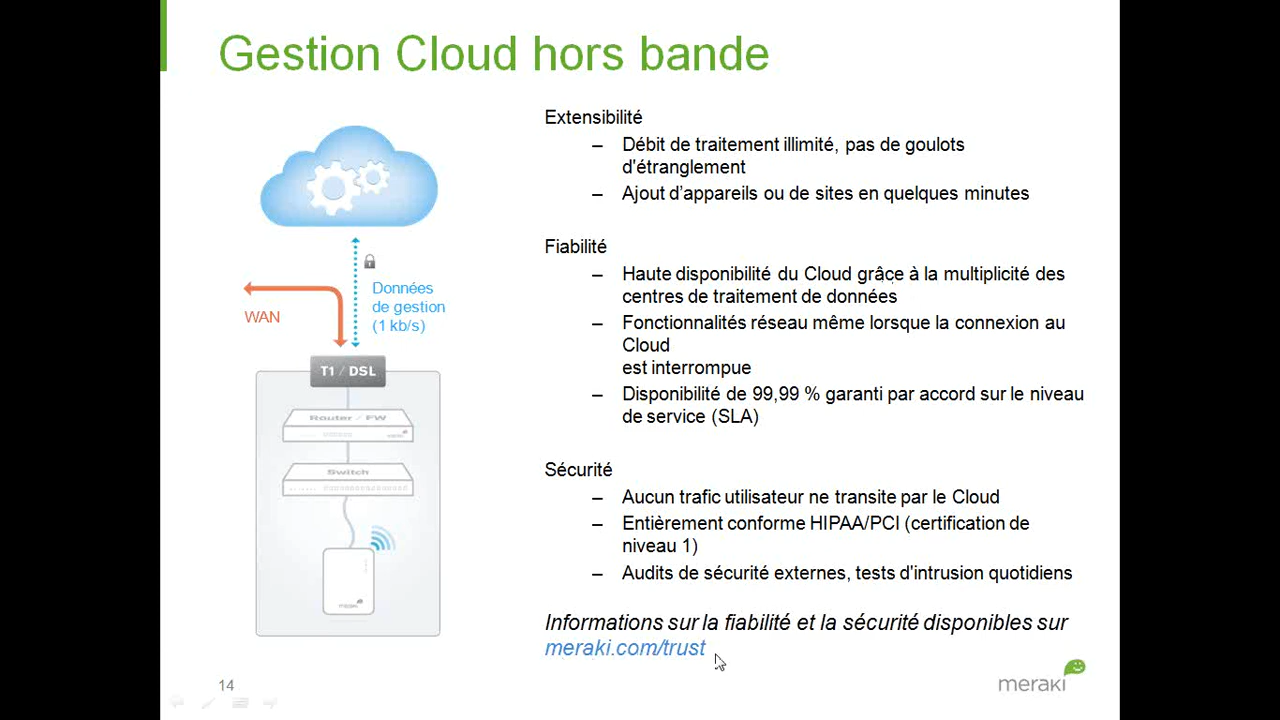 Gestion Cloud hors bande
Extensibilité
– Débit de traitement illimité, pas de goulots
d'étranglement
– Ajout d’appareils ou de sites en quelques minutes
Fiabilité
– Haute disponibilité du Cloud grâce à la multiplicité des
centres de traitement de données
– Fonctionnalités réseau même lorsque la connexion au
Cloud
est interrompue
– Disponibilité de 99,99 % garanti par accord sur le niveau
de service (SLA)
Sécurité
– Aucun trafic utilisateur ne transite par le Cloud
– Entièrement conforme HIPAA/PCI (certification de
niveau 1)
– Audits de sécurité externes, tests d'intrusion quotidiens
Informations sur la fiabilité et la sécurité disponibles sur
meraki.com/trust
Données
de gestion
(1 kb/s)
WAN
T1 / DSL
Router / FW
Switch
meraki
14
meraki